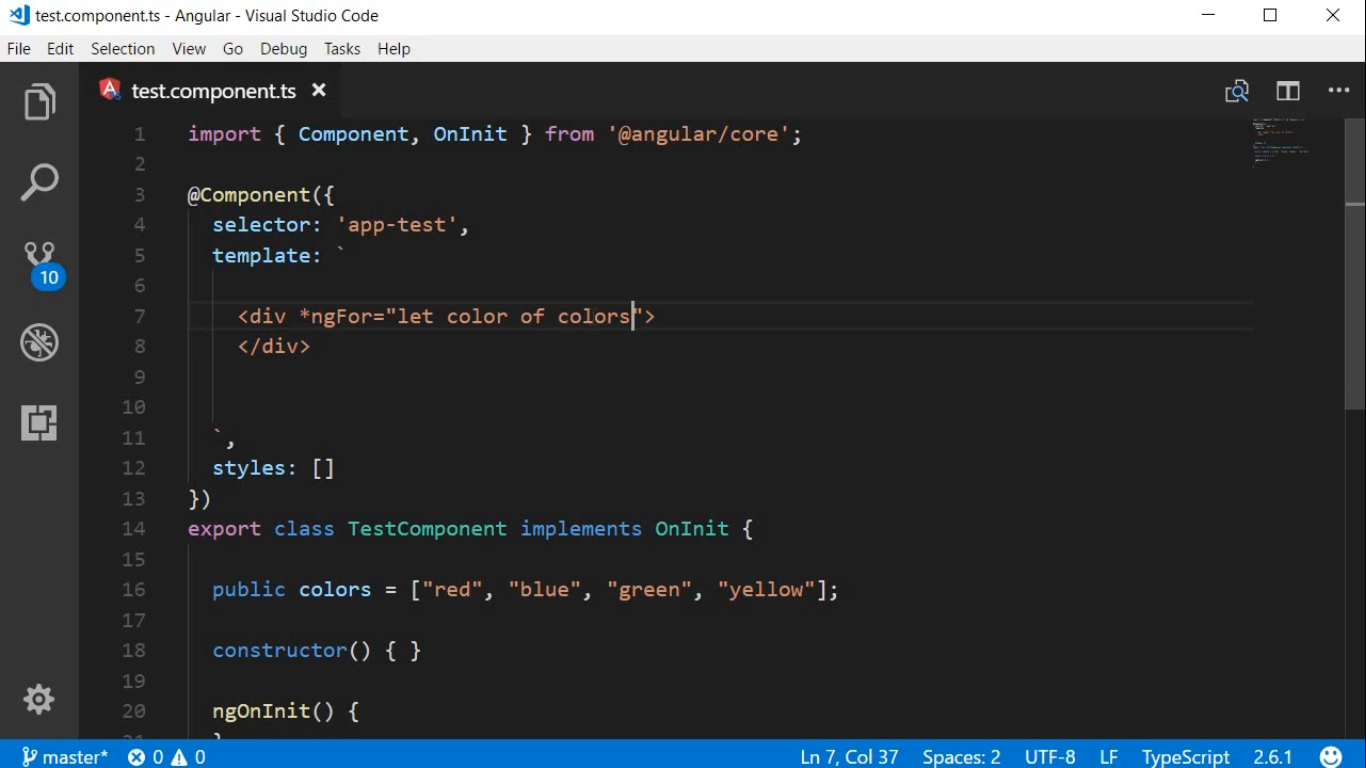 test.component.ts - Angular - Visual Studio Code
File Edit Selection View Go Debug Tasks Help
test.component.ts
1 import { Component, OnInit } from '@angular/core';
2
3 @Component({
4 selector: 'app-test',
5 template: `
6
7 <div *ngFor="let color of colors">
8 </div>
9
10
11 `,
12 styles: []
13 })
14 export class TestComponent implements OnInit {
15
16 public colors = ["red", "blue", "green", "yellow"];
17
18 constructor() { }
19
20 ngOnInit() {
10
master* 0 0 Ln 7, Col 37 Spaces: 2 UTF-8 LF TypeScript 2.6.1